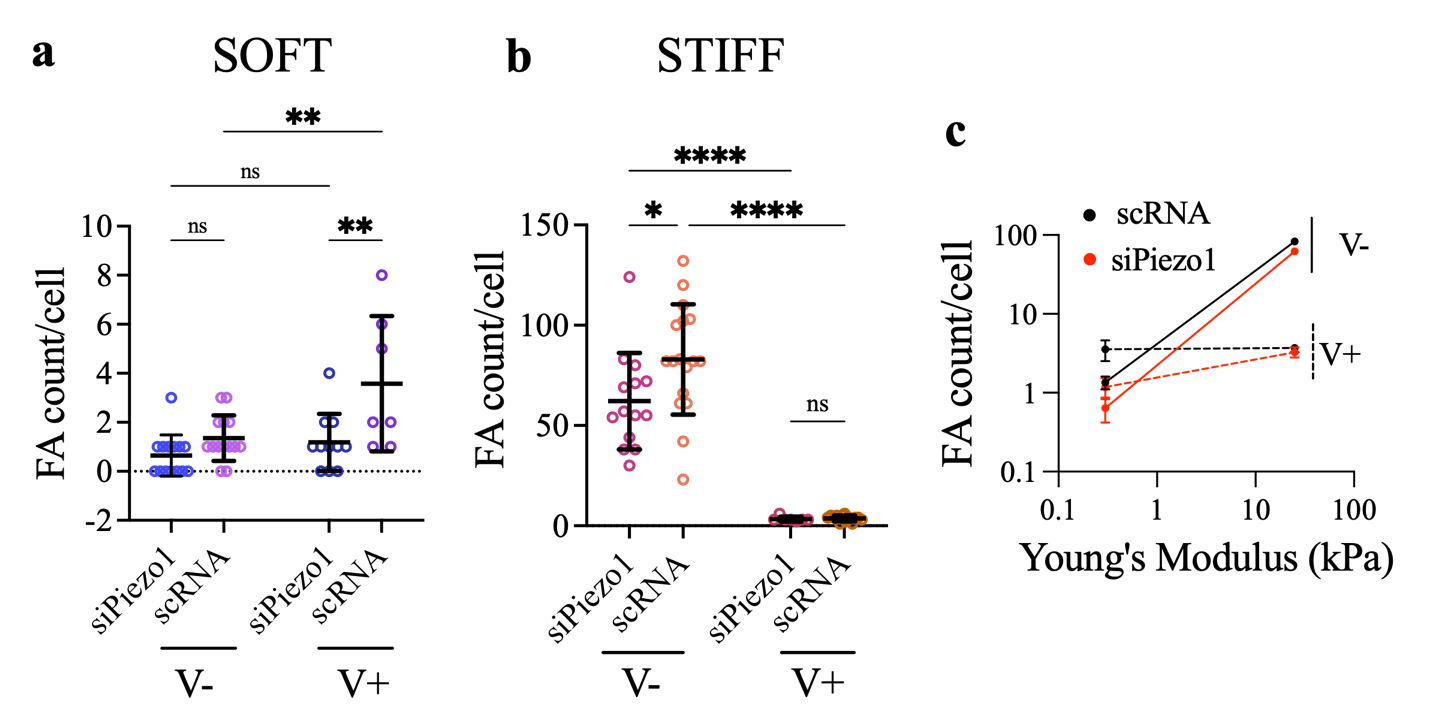 a
SOFT
**
ns
ns
**
FA count/cell
10
8
6
4
2
0
-2
siPiezo1
scRNA
siPiezo1
scRNA
V-
V+
b
STIFF
****
*
****
ns
FA count/cell
150
100
50
0
siPiezo1
scRNA
siPiezo1
scRNA
V-
V+
c
scRNA
siPiezo1
V-
V+
FA count/cell
100
10
1
0.1
0.1
1
10
100
Young's Modulus (kPa)